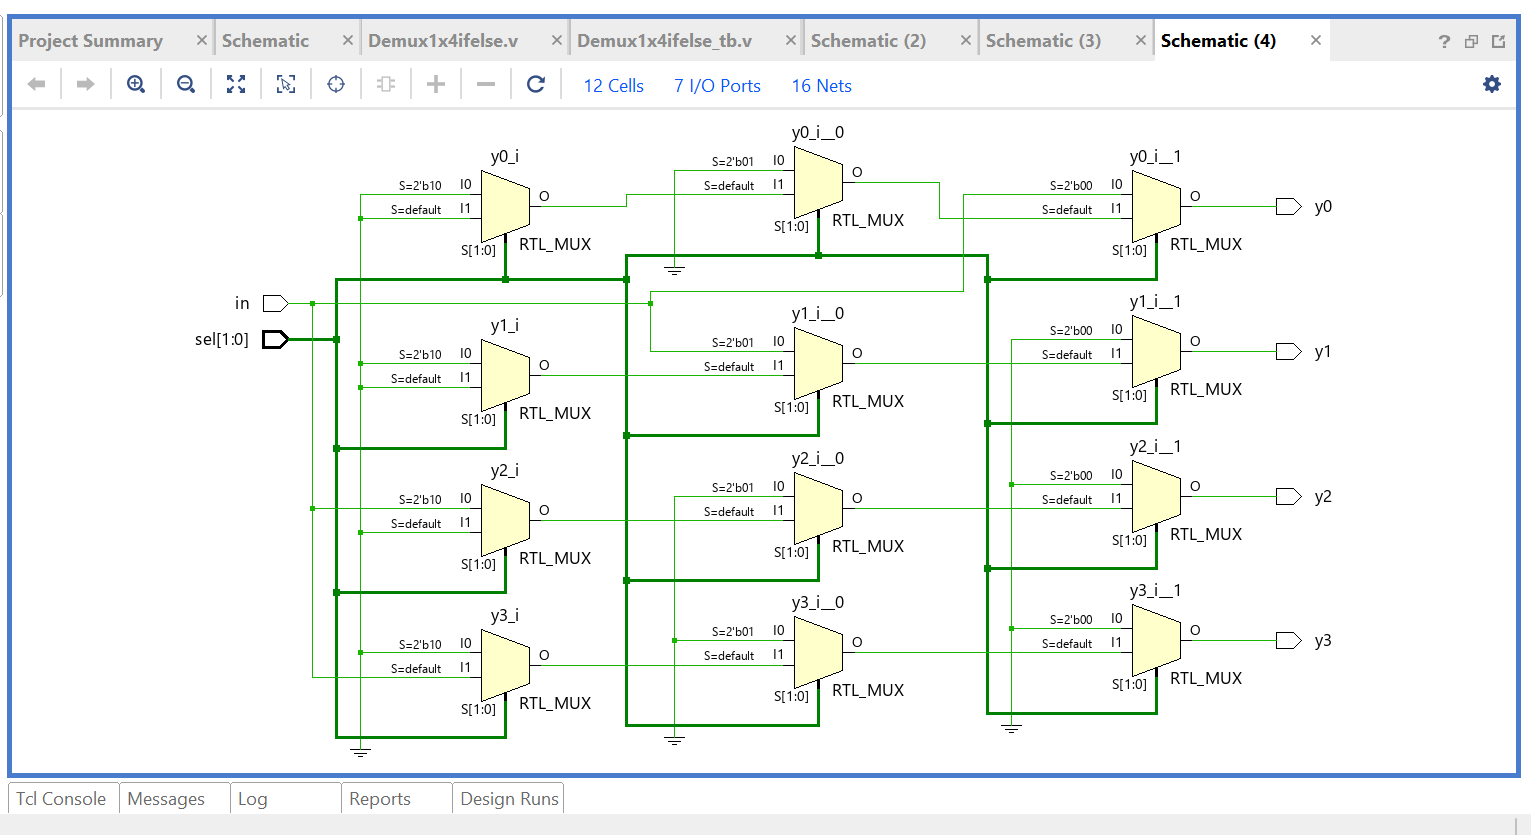 Project Summary × Schematic × Demux1x4ifelse.v × Demux1x4ifelse_tb.v × Schematic (2) × Schematic (3) × Schematic (4) × ?
12 Cells 7 I/O Ports 16 Nets
y0_i y0_i__0 y0_i__1
S=2'b10 I0 S=2'b01 I0 S=2'b00 I0
S=default I1 O S=default I1 O S=default I1 O y0
S[1:0] RTL_MUX S[1:0] RTL_MUX S[1:0] RTL_MUX
in
sel[1:0]
y1_i y1_i__0 y1_i__1
S=2'b10 I0 S=2'b01 I0 S=2'b00 I0
S=default I1 O S=default I1 O S=default I1 O y1
S[1:0] RTL_MUX S[1:0] RTL_MUX S[1:0] RTL_MUX
y2_i y2_i__0 y2_i__1
S=2'b10 I0 S=2'b01 I0 S=2'b00 I0
S=default I1 O S=default I1 O S=default I1 O y2
S[1:0] RTL_MUX S[1:0] RTL_MUX S[1:0] RTL_MUX
y3_i y3_i__0 y3_i__1
S=2'b10 I0 S=2'b01 I0 S=2'b00 I0
S=default I1 O S=default I1 O S=default I1 O y3
S[1:0] RTL_MUX S[1:0] RTL_MUX S[1:0] RTL_MUX
Tcl Console Messages Log Reports Design Runs